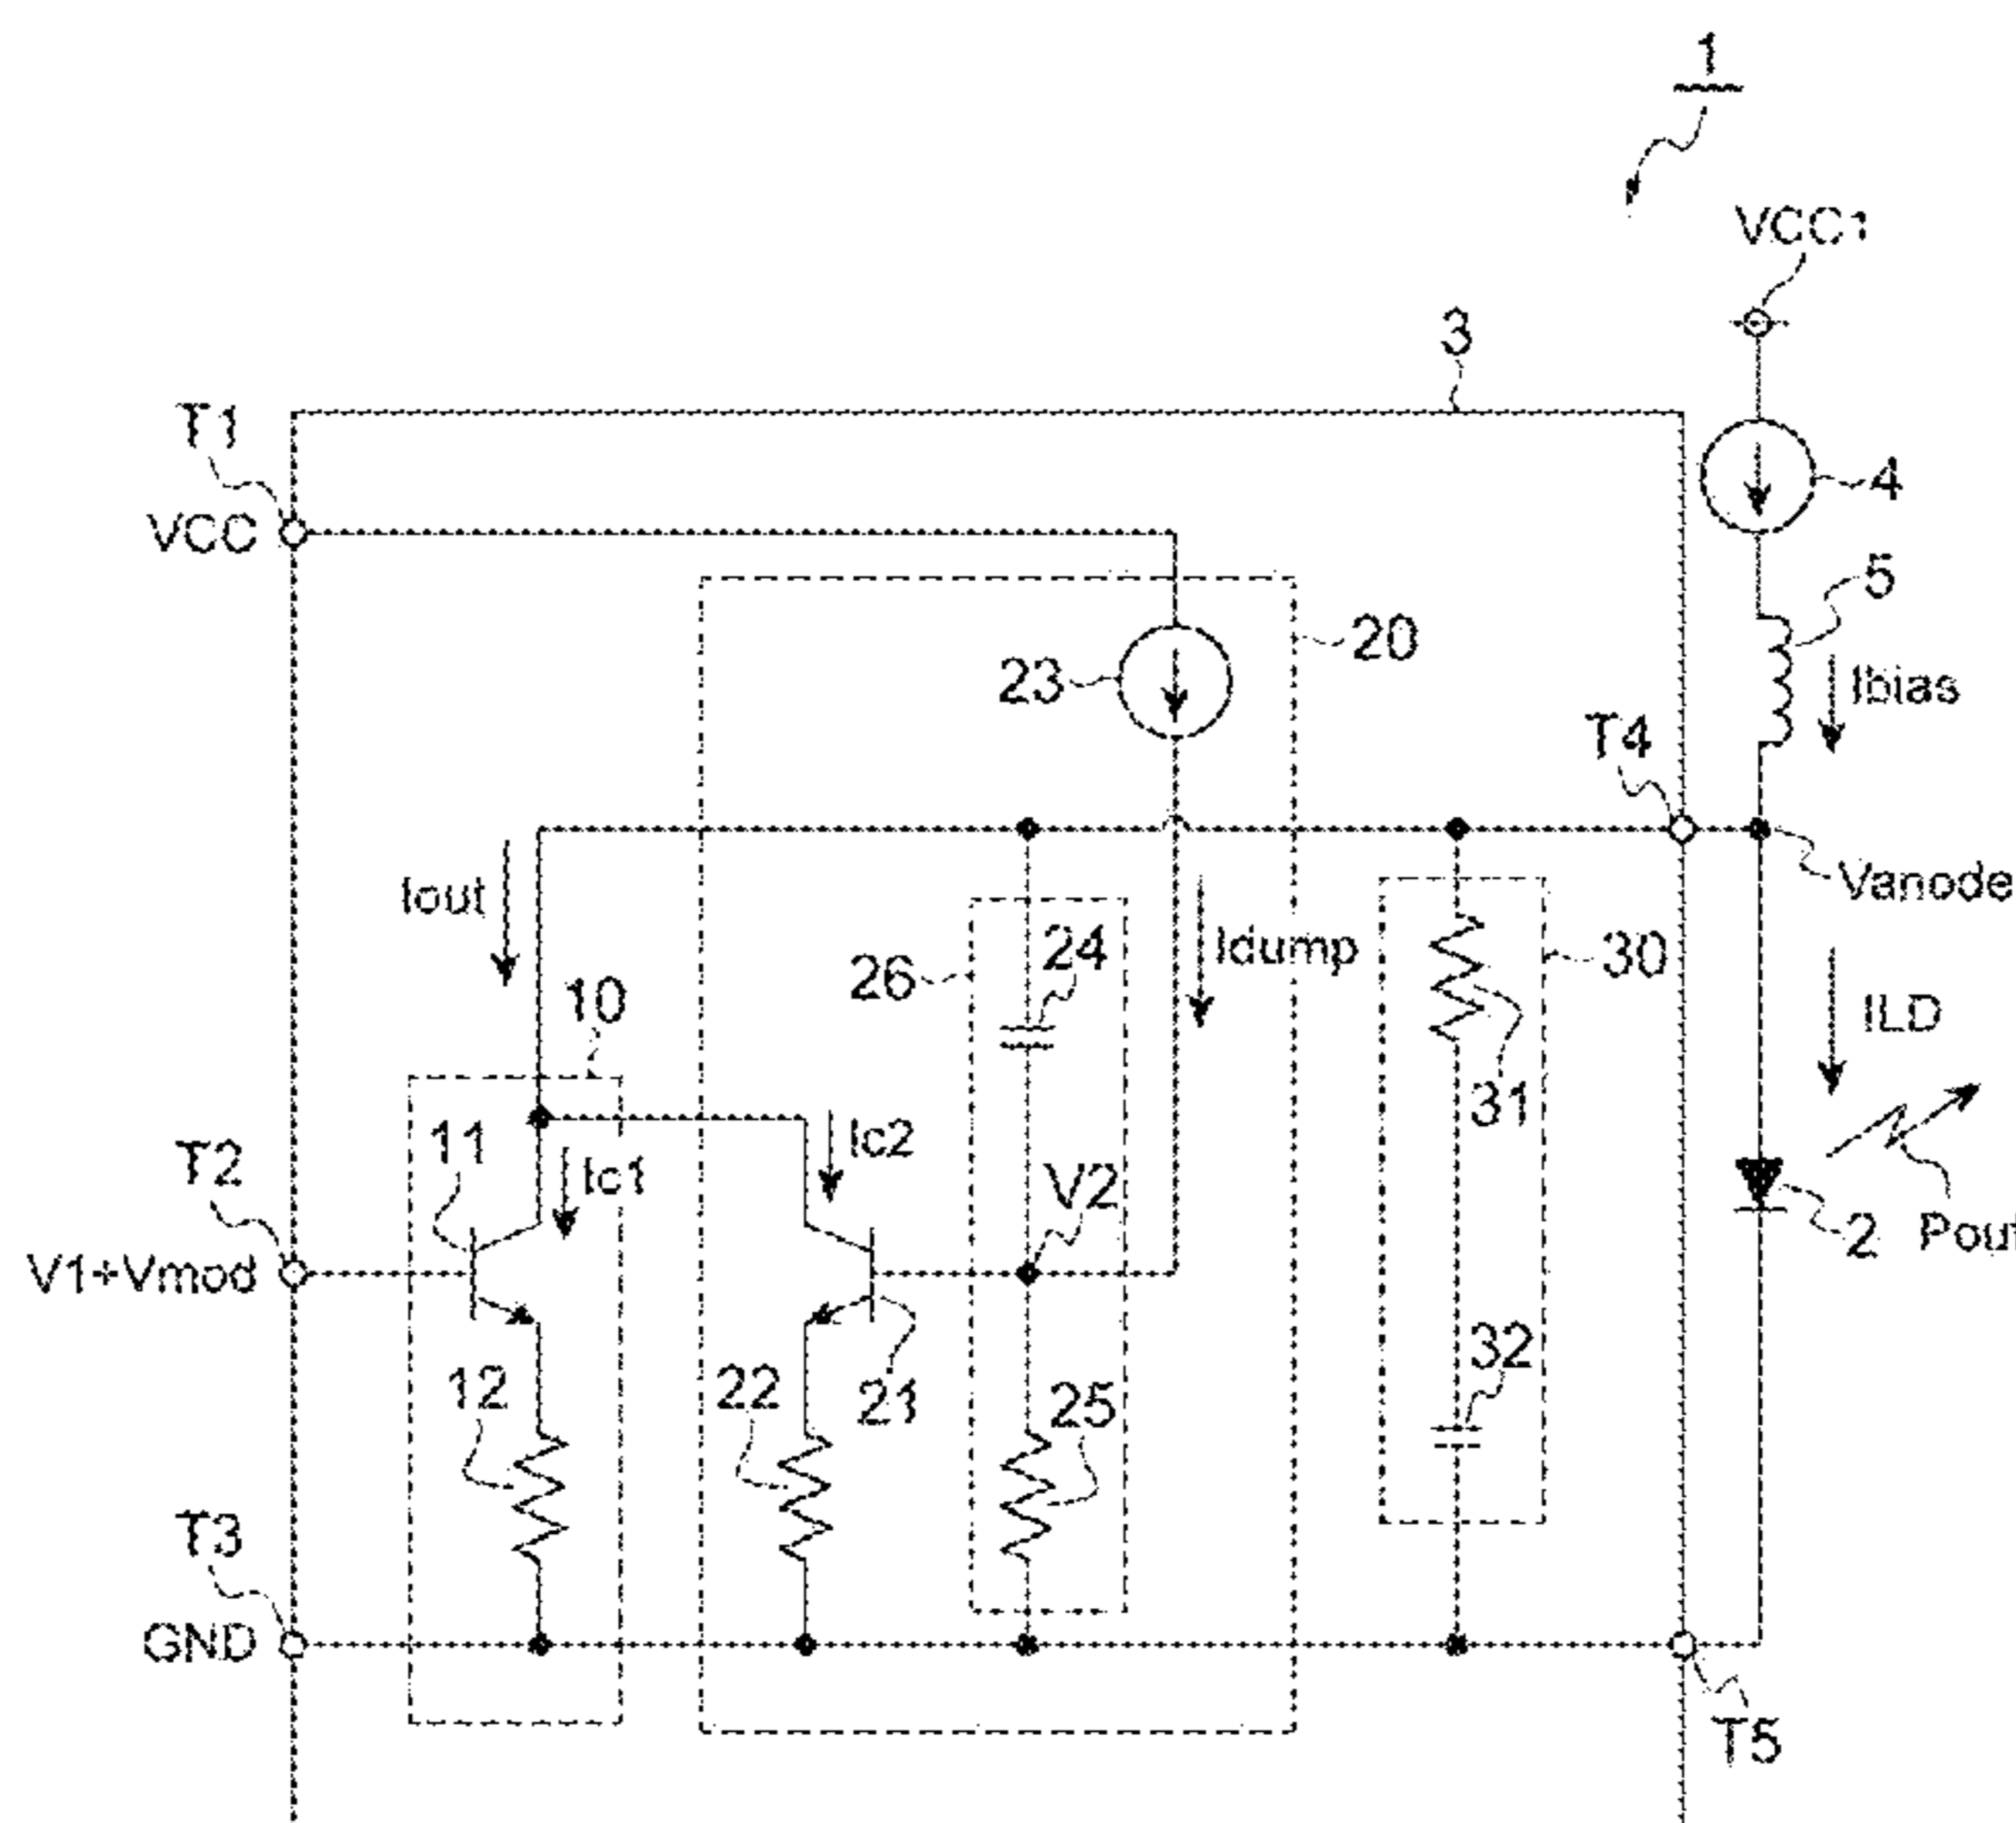 1
VCC1
3
T1
4
VCC
5
20
23
Ibias
T4
Iout
Vanode
24
Idump
30
26
10
ILD
31
11
Ic2
T2
Ic1
V2
V1+Vmod
2
Pout
32
12
22
21
25
T3
GND
T5